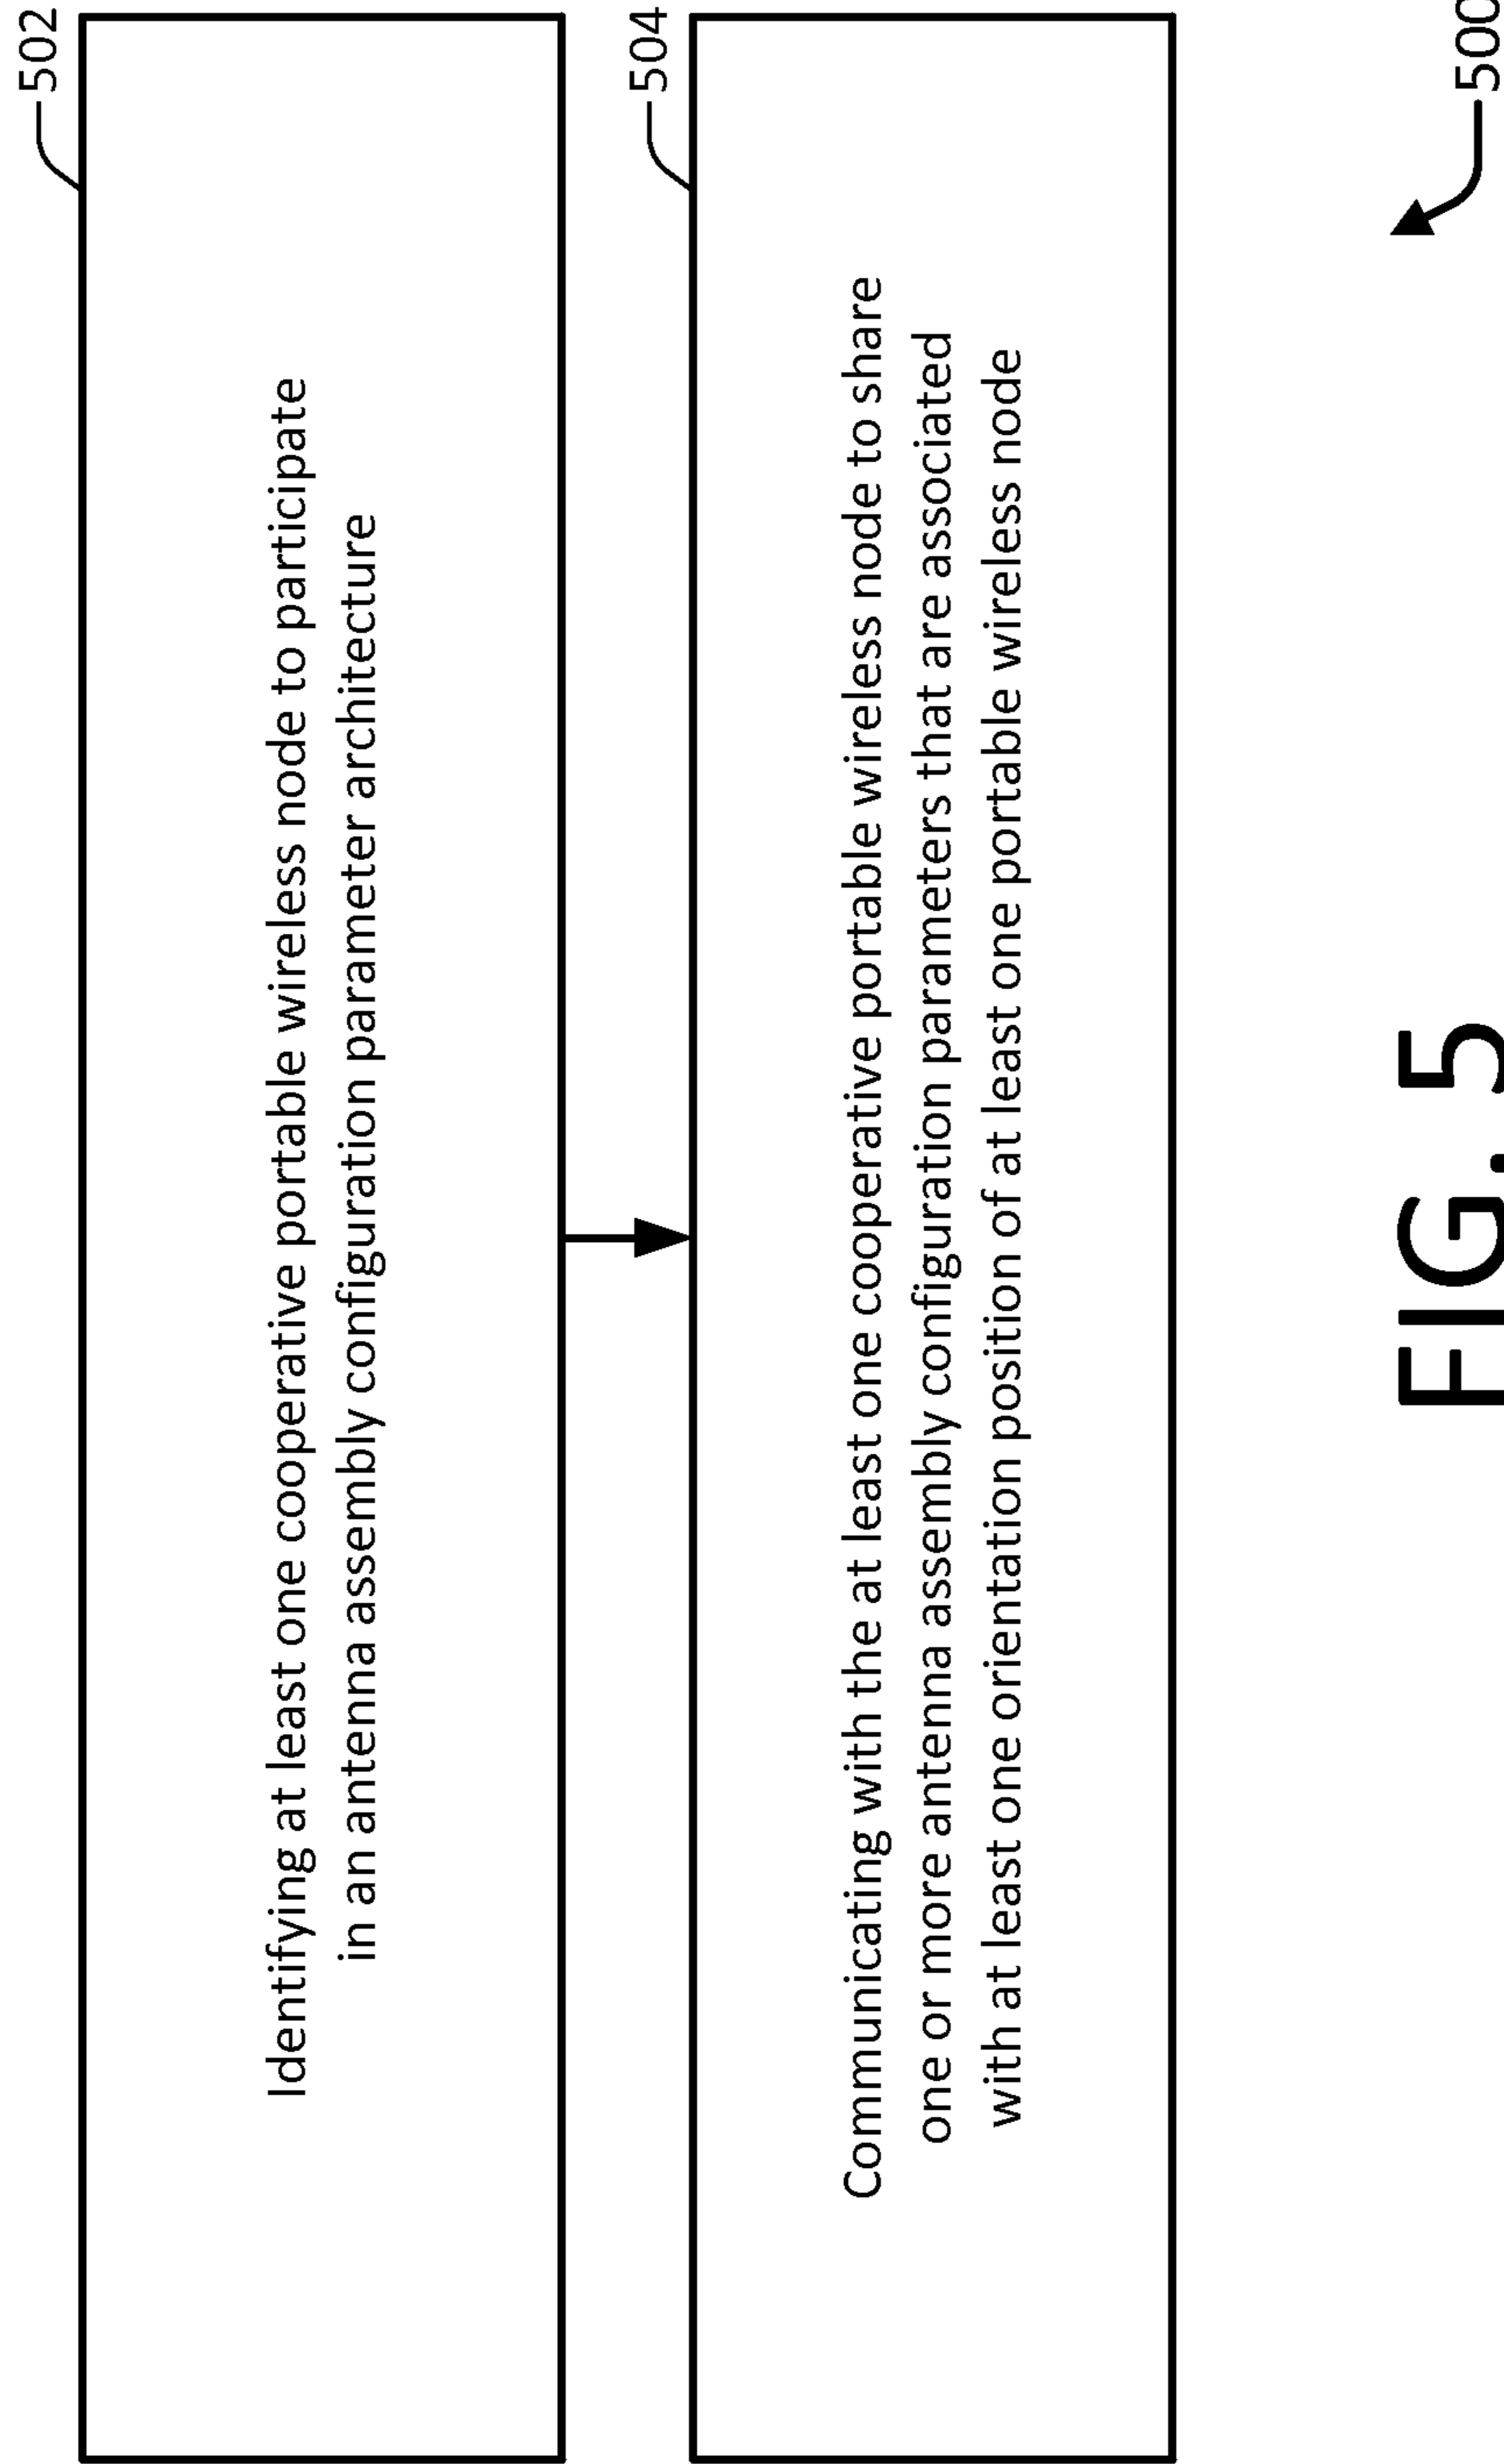 502
Identifying at least one cooperative portable wireless node to participate
in an antenna assembly configuration parameter architecture
504
Communicating with the at least one cooperative portable wireless node to share
one or more antenna assembly configuration parameters that are associated
with at least one orientation position of at least one portable wireless node
500
FIG. 5